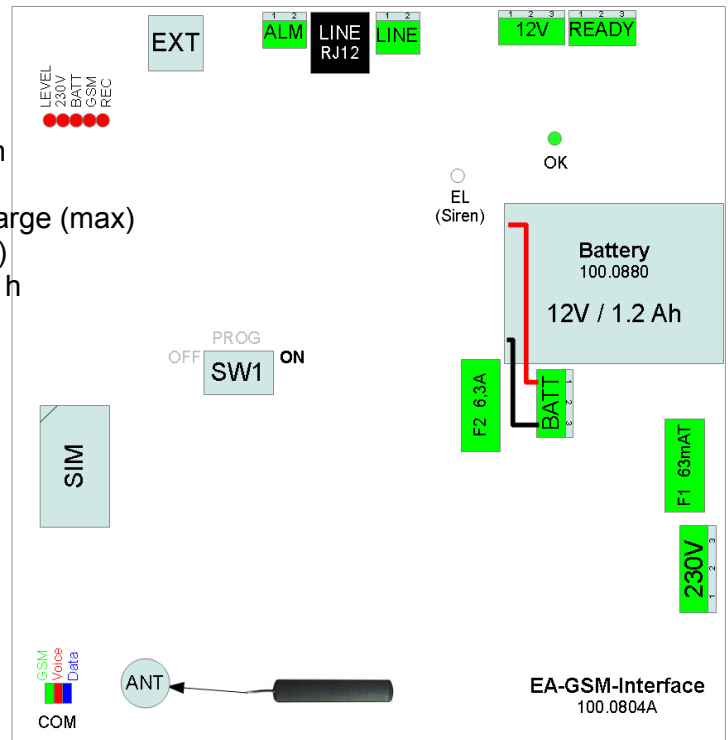 EXT
1 2
ALM
LINE
RJ12
1 2
LINE
1 2 3
12V
1 2 3
READY
LEVEL
230V
BATT
GSM
REC
OK
EL
(Siren)
arge (max)
)
h
Battery
100.0880
12V / 1.2 Ah
PROG
OFF
SW1
ON
F2 6,3A
BATT
1 2 3
SIM
F1 63mAT
230V
1 2 3
GSM
Voice
Data
COM
ANT
EA-GSM-Interface
100.0804A